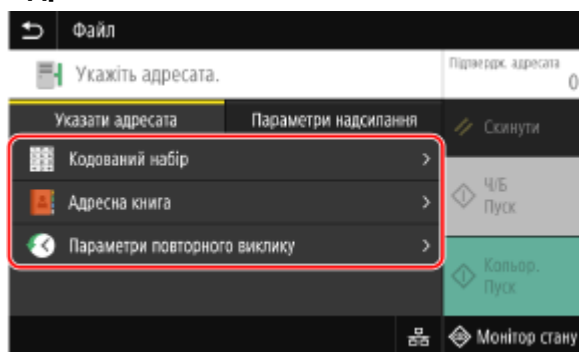 Файл
Укажіть адресата.
Підтвердж. адресата
0
Указати адресата
Параметри надсилання
Скинути
Кодований набір
Ч/Б
Пуск
Адресна книга
Параметри повторного виклику
Кольор.
Пуск
Монітор стану